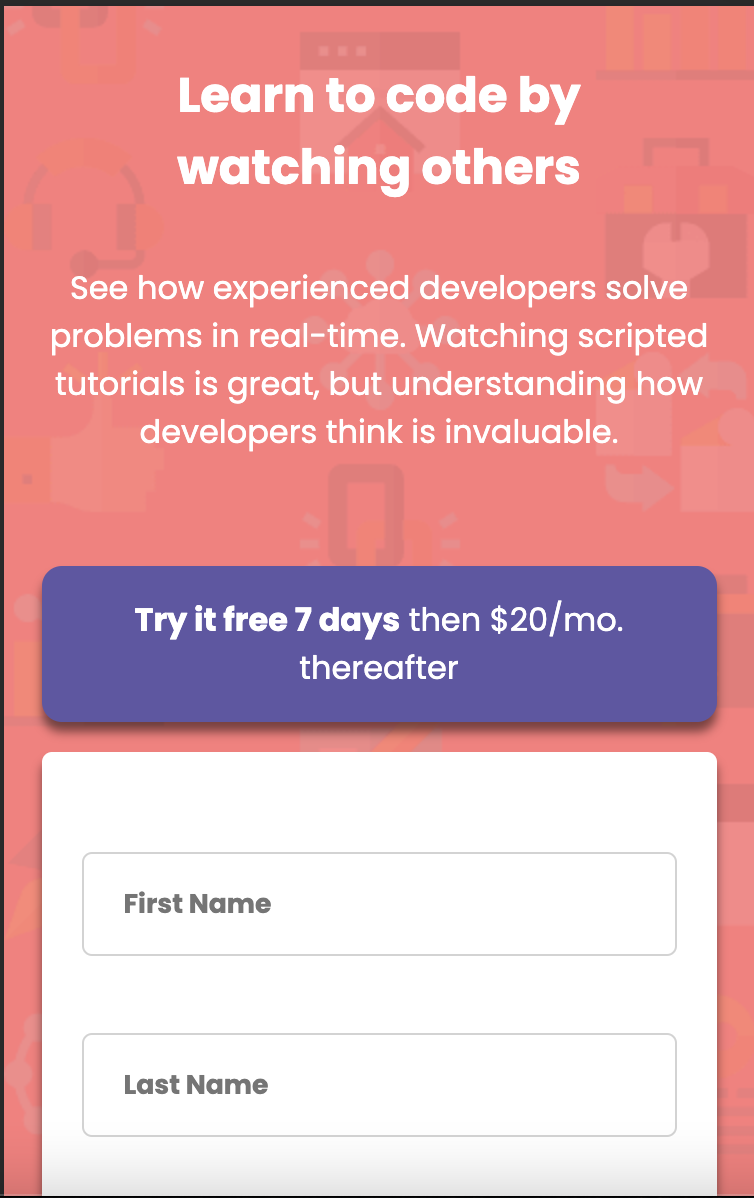 Learn to code by
watching others
See how experienced developers solve
problems in real-time. Watching scripted
tutorials is great, but understanding how
developers think is invaluable.
Try it free 7 days then $20/mo.
thereafter
First Name
Last Name